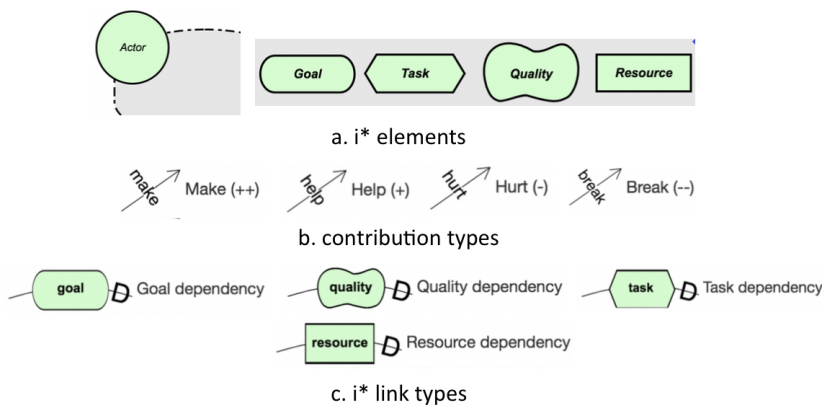 Actor
Goal Task Quality Resource
a. i* elements
make Make (++) help Help (+) hurt Hurt (-) break Break (--)
b. contribution types
goal D Goal dependency quality D Quality dependency task D Task dependency
resource D Resource dependency
c. i* link types